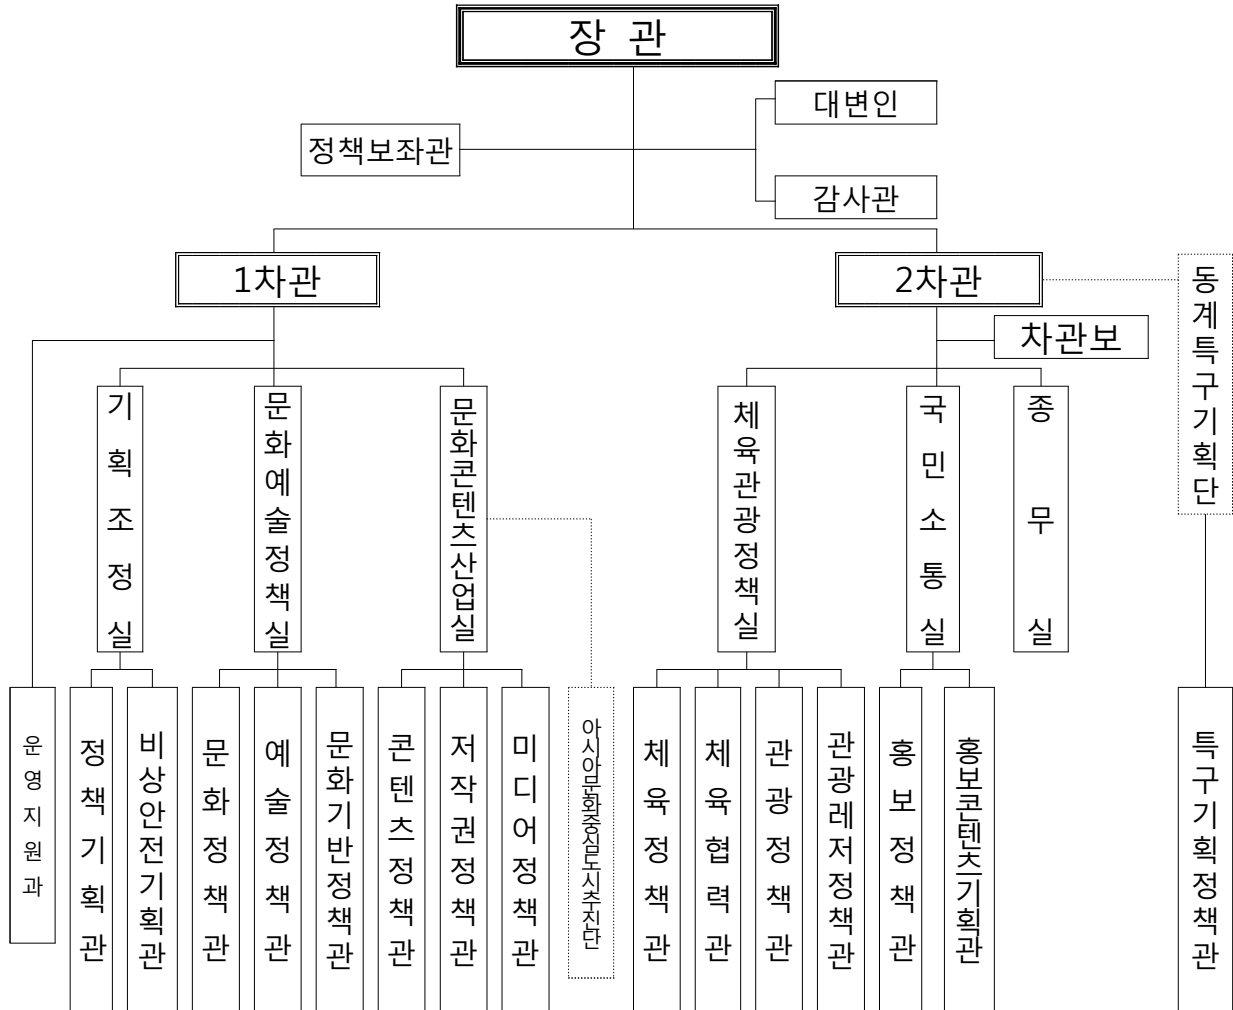 장 관
대변인
정책보좌관
감사관
1차관
2차관
차관보
동계특구기획단
기획조정실
문화예술정책실
문화콘텐츠산업실
체육관광정책실
국민소통실
종무실
운영지원과
정책기획관
비상안전기획관
문화정책관
예술정책관
문화기반정책관
콘텐츠정책관
저작권정책관
미디어정책관
아시아문화중심도시추진단
체육정책관
체육협력관
관광정책관
관광레저정책관
홍보정책관
홍보콘텐츠기획관
특구기획정책관